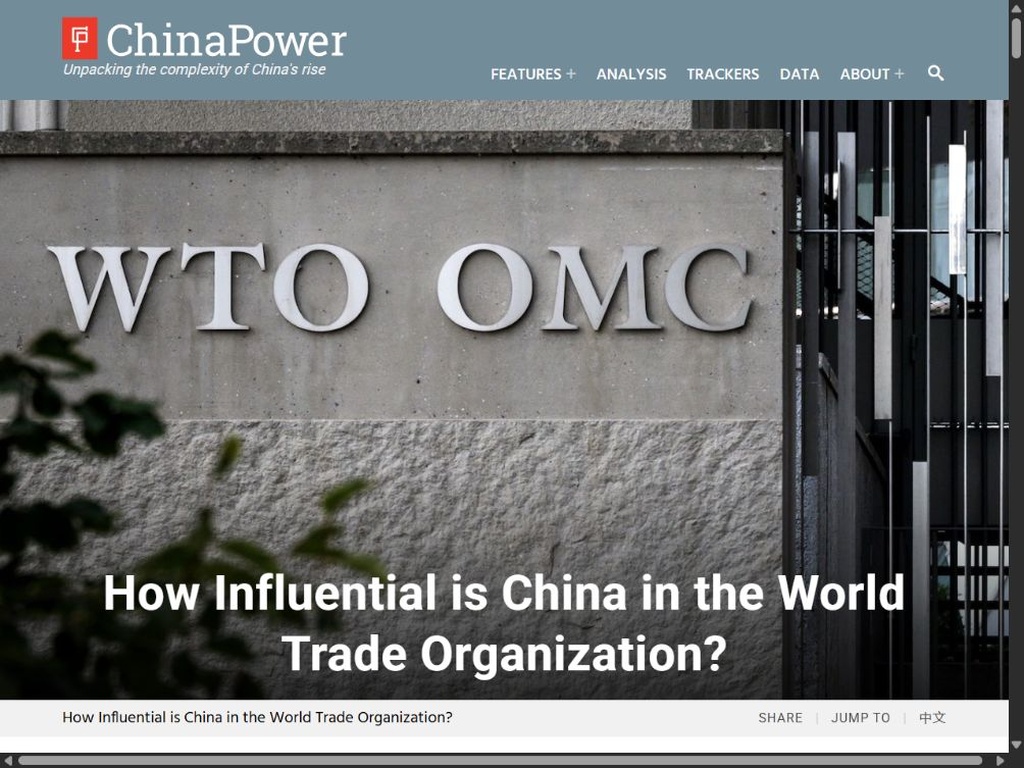 ChinaPower
Unpacking the complexity of China's rise
FEATURES + ANALYSIS TRACKERS DATA ABOUT +
WTO OMC
How Influential is China in the World
Trade Organization?
How Influential is China in the World Trade Organization? SHARE | JUMP TO | 中文